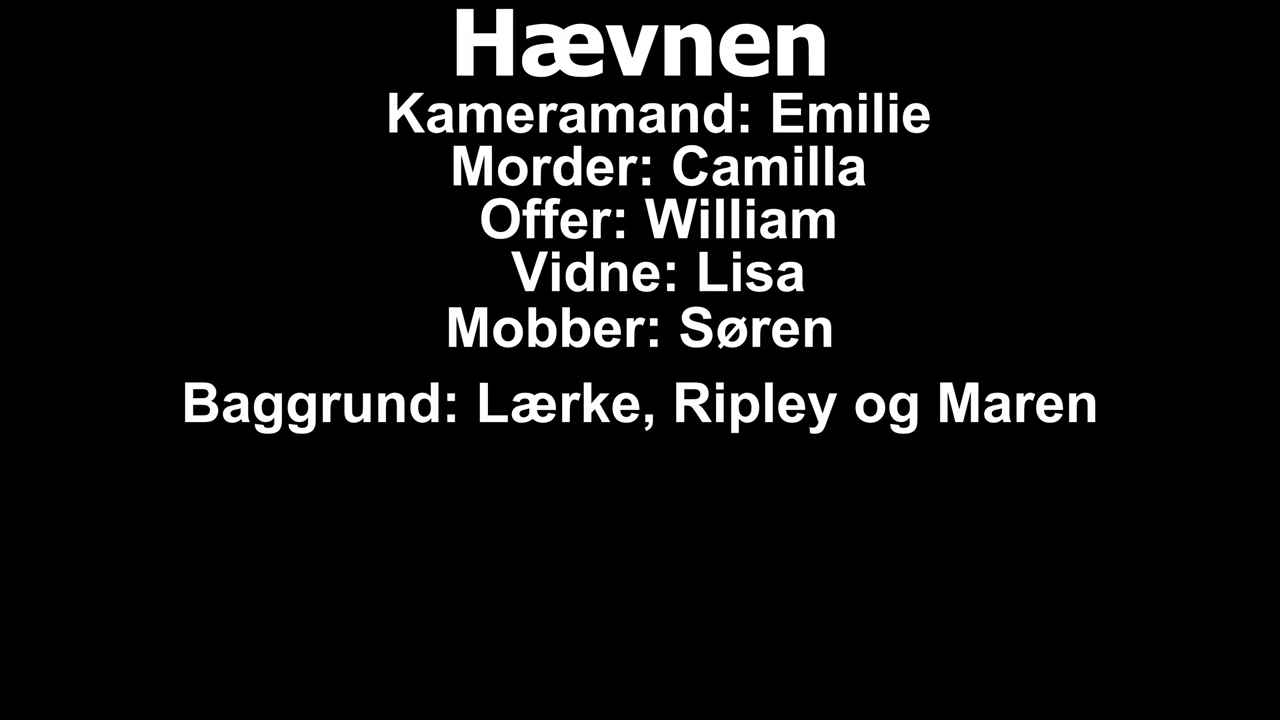 Hævnen
Kameramand: Emilie
Morder: Camilla
Offer: William
Vidne: Lisa
Mobber: Søren
Baggrund: Lærke, Ripley og Maren